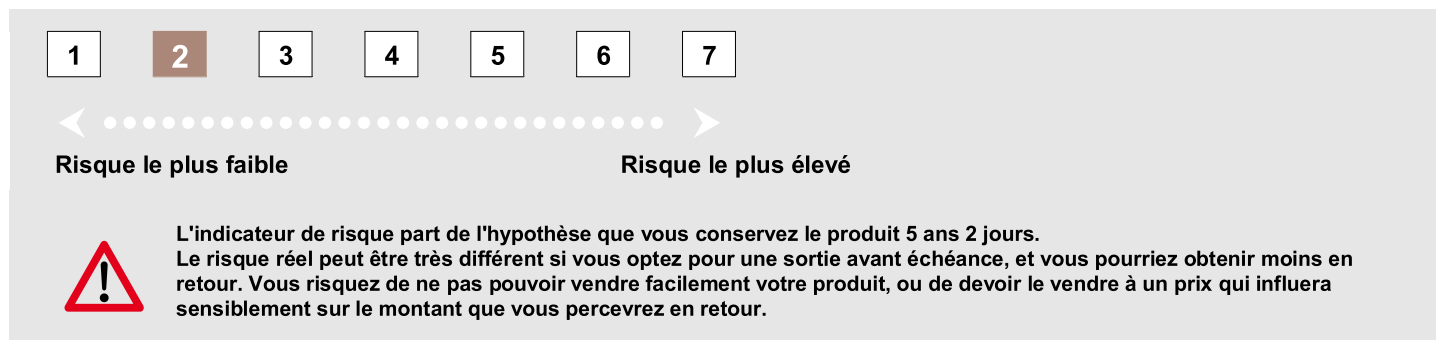 1 2 3 4 5 6 7
Risque le plus faible Risque le plus élevé
L'indicateur de risque part de l'hypothèse que vous conservez le produit 5 ans 2 jours.
Le risque réel peut être très différent si vous optez pour une sortie avant échéance, et vous pourriez obtenir moins en
retour. Vous risquez de ne pas pouvoir vendre facilement votre produit, ou de devoir le vendre à un prix qui influera
sensiblement sur le montant que vous percevrez en retour.